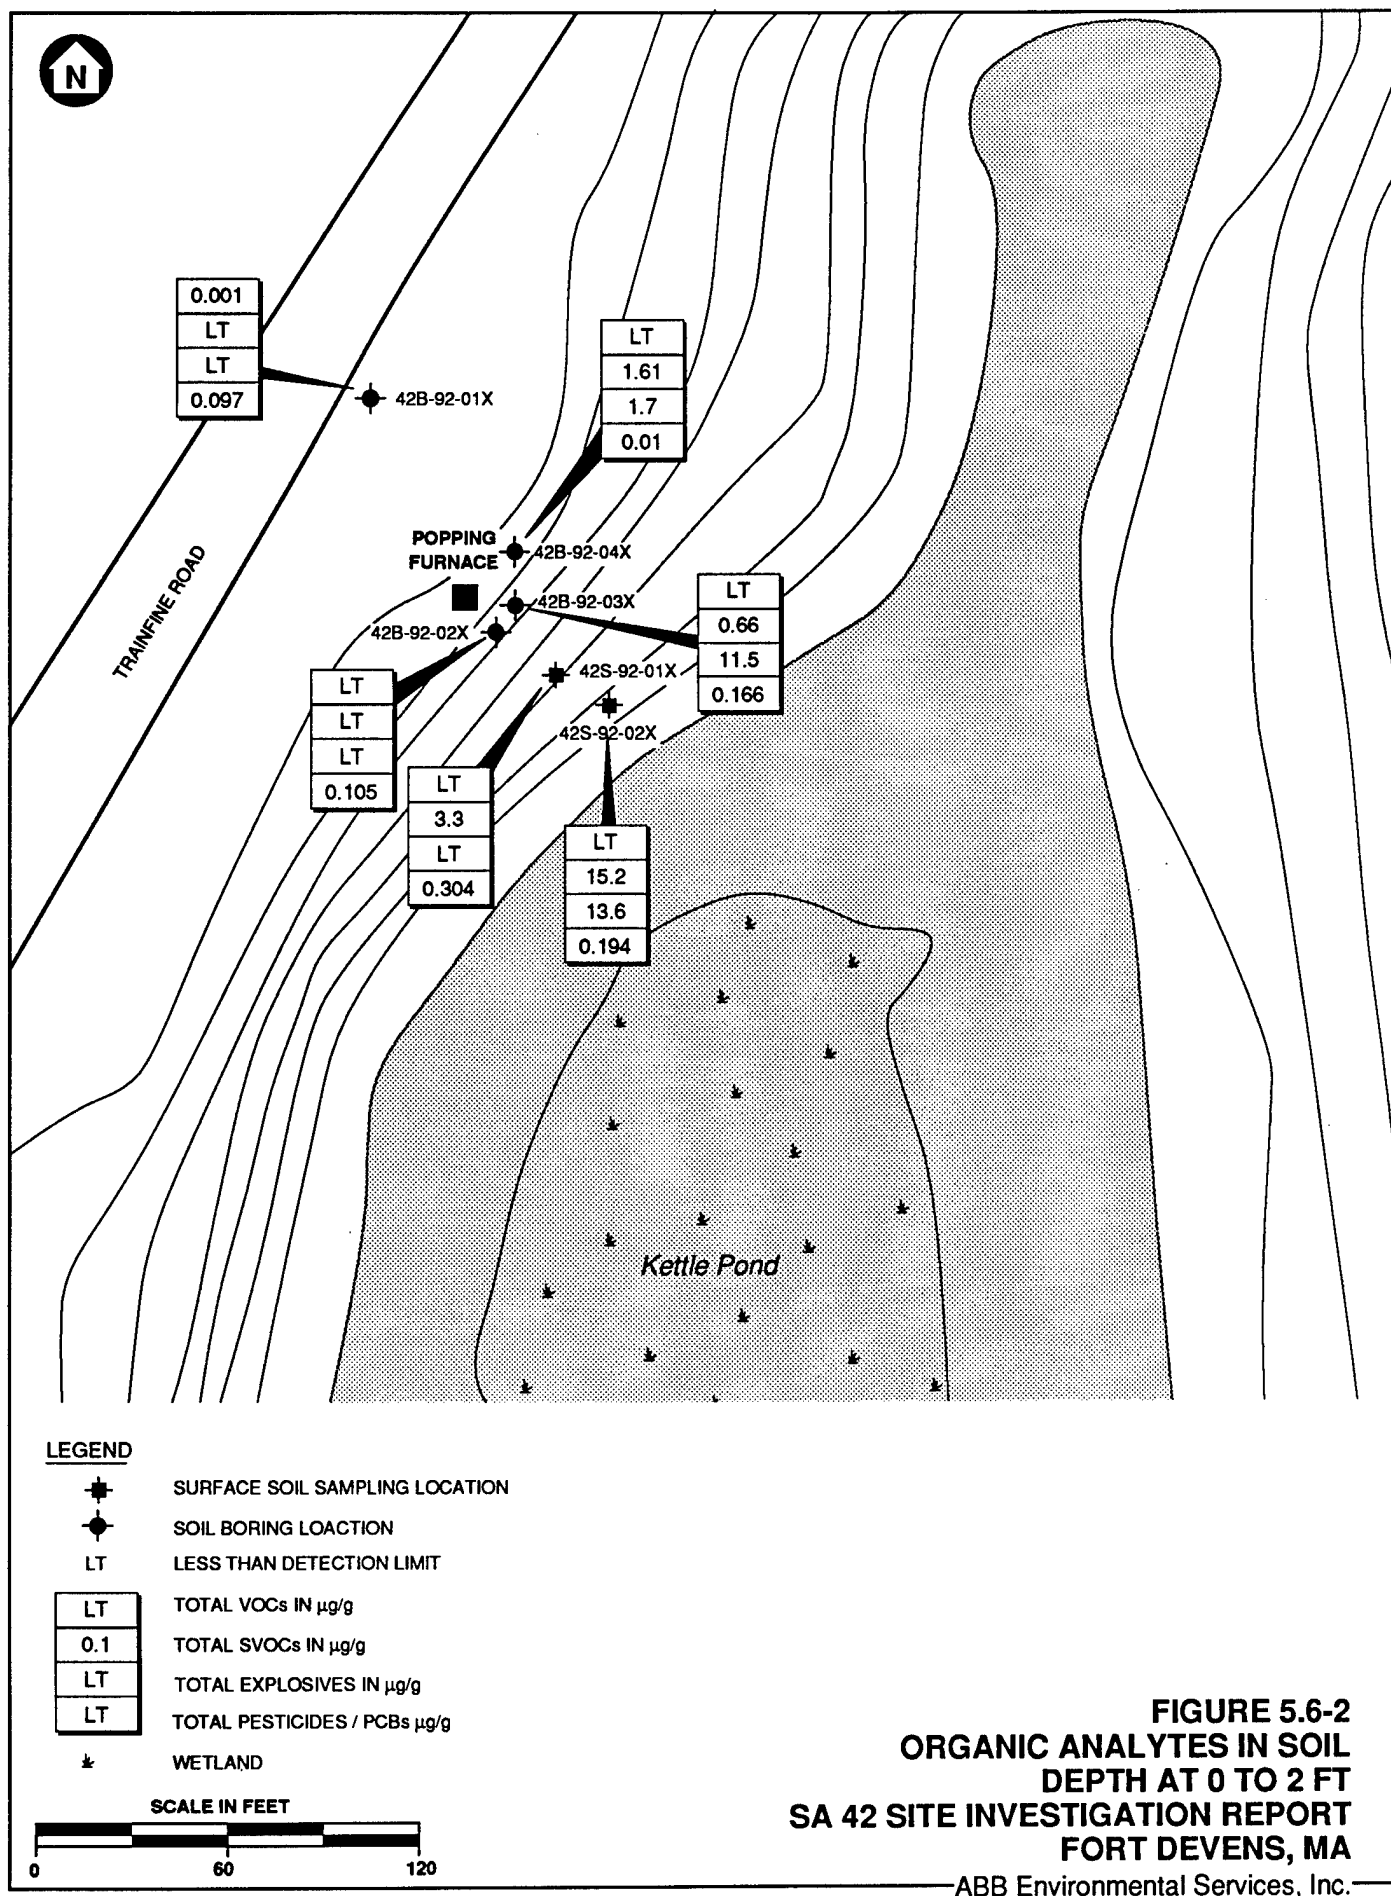 N
0.001
LT
LT
0.097
42B-92-01X
LT
1.61
1.7
0.01
POPPING
FURNACE
42B-92-04X
TRAINFINE ROAD
42B-92-03X
LT
0.66
11.5
0.166
42B-92-02X
LT
LT
LT
0.105
42S-92-01X
42S-92-02X
LT
3.3
LT
0.304
LT
15.2
13.6
0.194
Kettle Pond
LEGEND
SURFACE SOIL SAMPLING LOCATION
SOIL BORING LOACTION
LT LESS THAN DETECTION LIMIT
LT TOTAL VOCs IN µg/g
0.1 TOTAL SVOCs IN µg/g
LT TOTAL EXPLOSIVES IN µg/g
LT TOTAL PESTICIDES / PCBs µg/g
WETLAND
SCALE IN FEET
0 60 120
FIGURE 5.6-2
ORGANIC ANALYTES IN SOIL
DEPTH AT 0 TO 2 FT
SA 42 SITE INVESTIGATION REPORT
FORT DEVENS, MA
ABB Environmental Services, Inc.